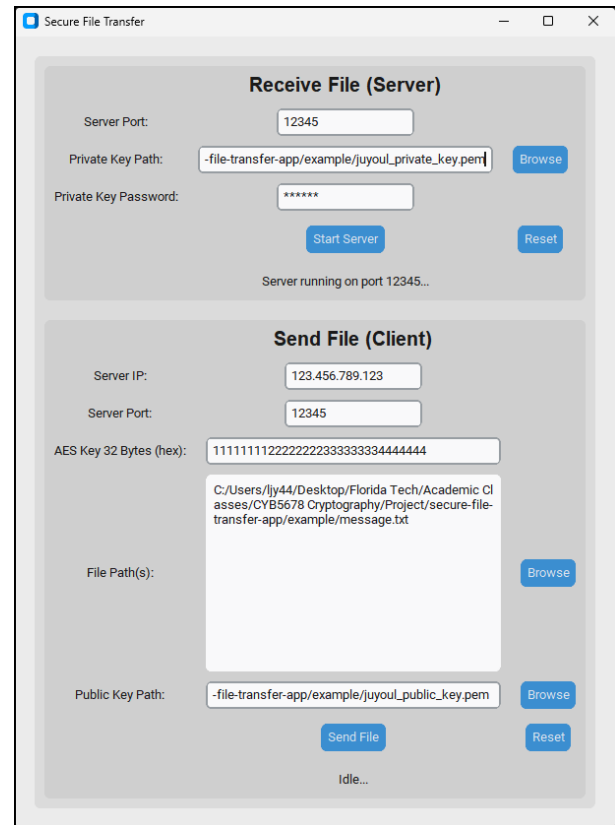 Secure File Transfer
Receive File (Server)
Server Port: 12345
Private Key Path: -file-transfer-app/example/juyoul_private_key.pem Browse
Private Key Password: ******
Start Server Reset
Server running on port 12345...
Send File (Client)
Server IP: 123.456.789.123
Server Port: 12345
AES Key 32 Bytes (hex): 11111111222222222333333334444444
C:/Users/ljy44/Desktop/Florida Tech/Academic Cl
asses/CYB5678 Cryptography/Project/secure-file-
transfer-app/example/message.txt
File Path(s): Browse
Public Key Path: -file-transfer-app/example/juyoul_public_key.pem Browse
Send File Reset
Idle...